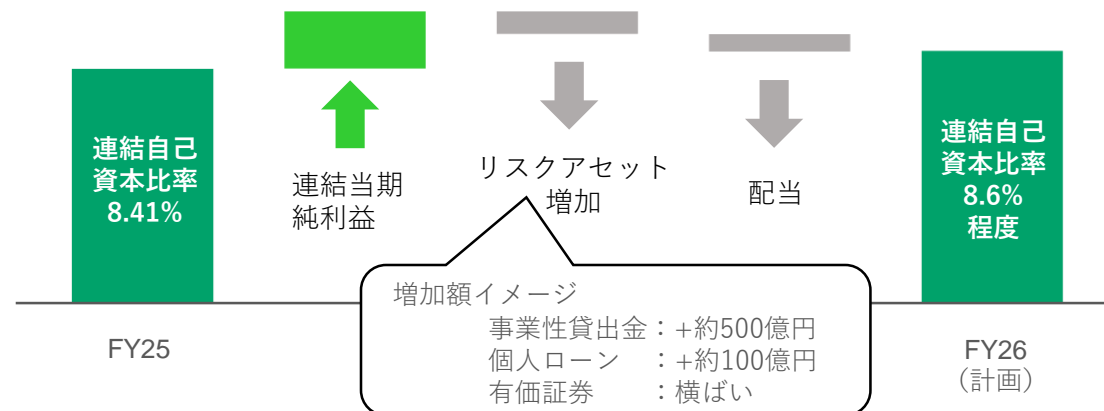 連結自己
資本比率
8.41%
連結当期
純利益
リスクアセット
増加
配当
連結自己
資本比率
8.6%
程度
増加額イメージ
事業性貸出金：+約500億円
個人ローン　：+約100億円
有価証券　　：横ばい
FY25
FY26
（計画）